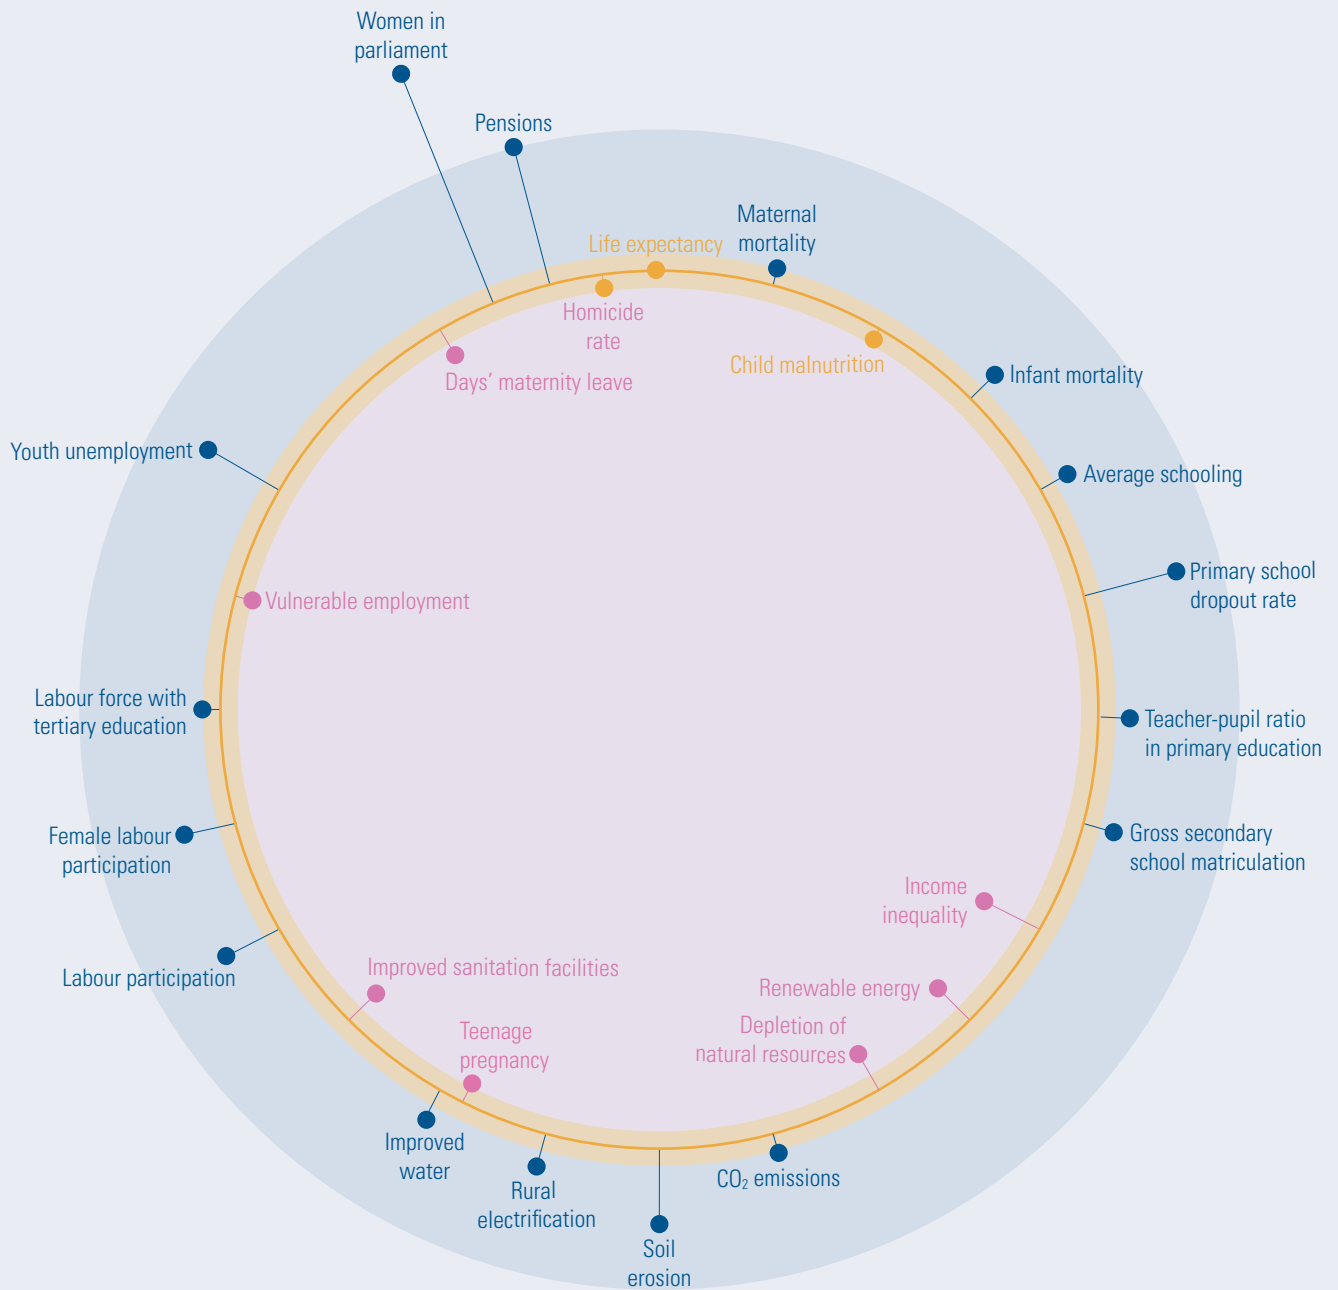 Women in
parliament
Pensions
Maternal
mortality
Life expectancy
Homicide
rate
Child malnutrition
Days’ maternity leave
Infant mortality
Youth unemployment
Average schooling
Primary school
dropout rate
Vulnerable employment
Labour force with
tertiary education
Teacher-pupil ratio
in primary education
Female labour
participation
Gross secondary
school matriculation
Income
inequality
Labour participation
Improved sanitation facilities
Renewable energy
Depletion of
natural resources
Teenage
pregnancy
Improved
water
CO₂ emissions
Rural
electrification
Soil
erosion